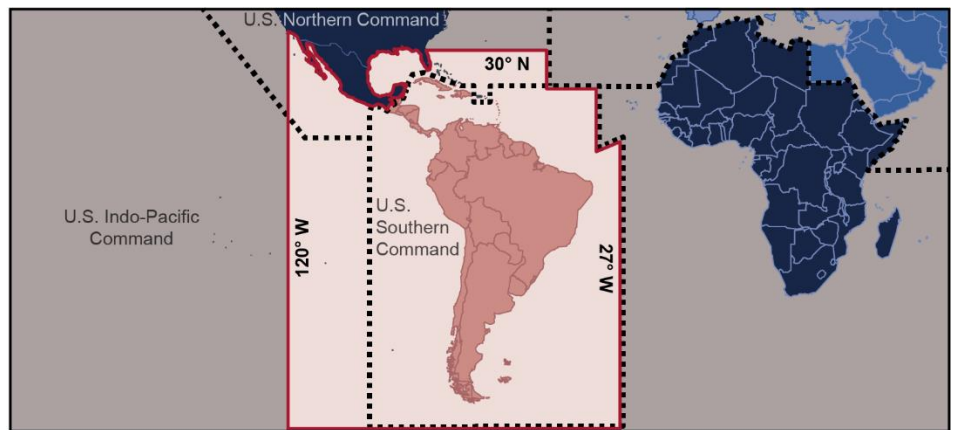 U.S. Northern Command
30° N
U.S. Indo-Pacific
Command
120° W
U.S.
Southern
Command
27° W